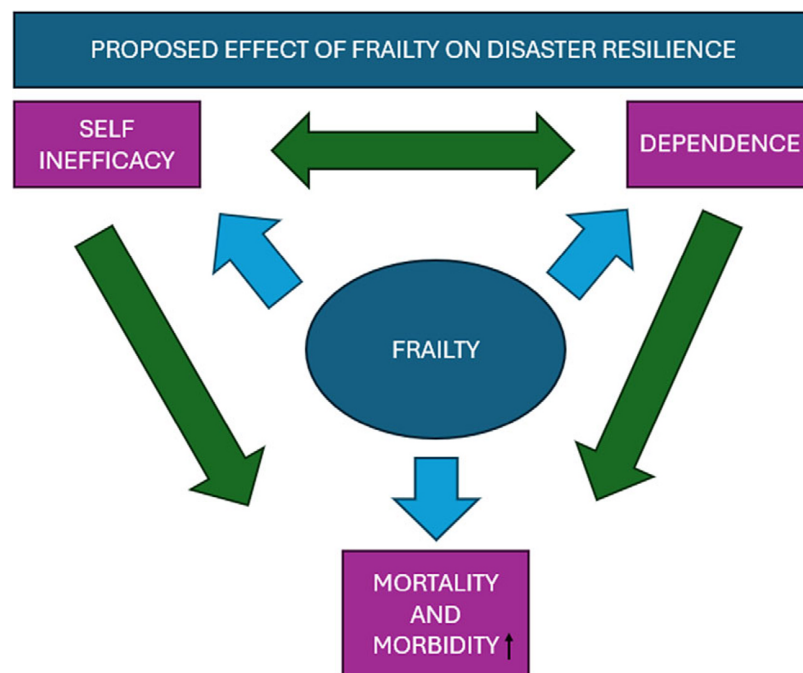 PROPOSED EFFECT OF FRAILTY ON DISASTER RESILIENCE
SELF
INEFFICACY
DEPENDENCE
FRAILTY
MORTALITY
AND
MORBIDITY↑